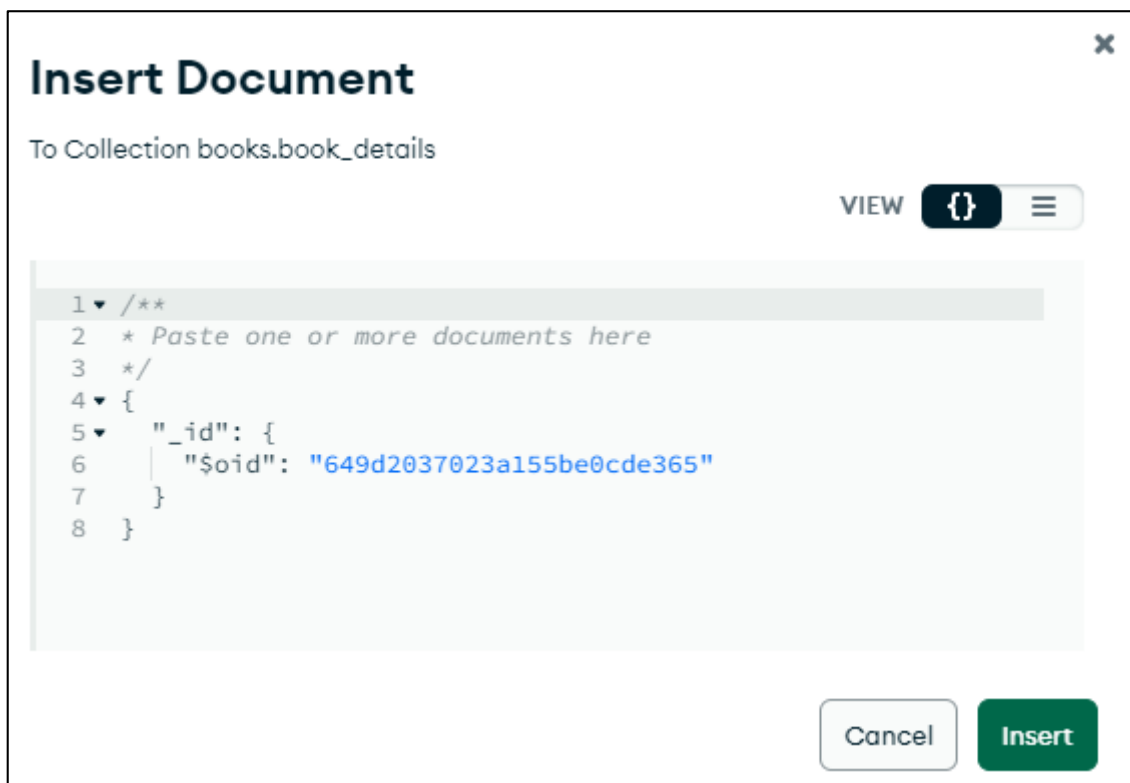 Insert Document
To Collection books.book_details
VIEW {}
1 /**
2 * Paste one or more documents here
3 */
4 {
5 "_id": {
6 "$oid": "649d2037023a155be0cde365"
7 }
8 }
Cancel Insert